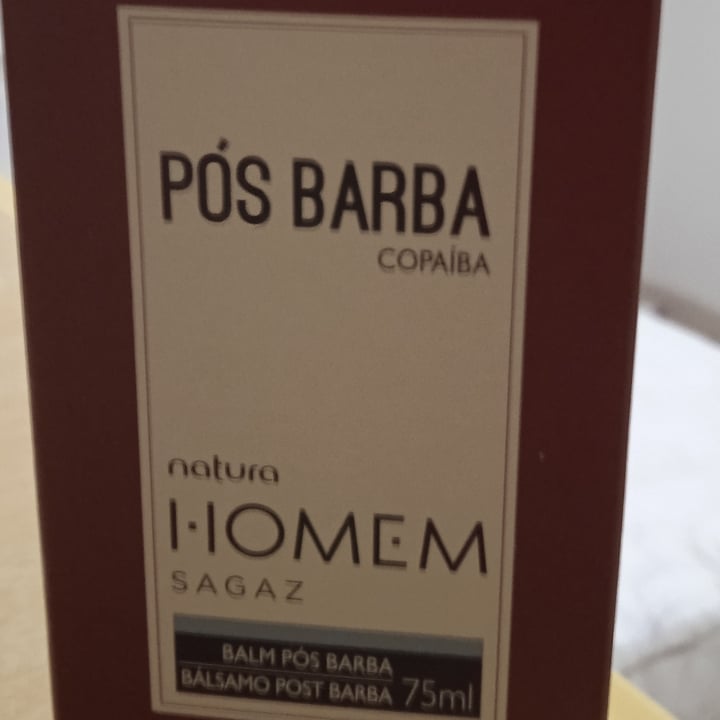 PÓS BARBA
COPAÍBA
natura
HOMEM
SAGAZ
BALM PÓS BARBA
BÁLSAMO POST BARBA 75ml